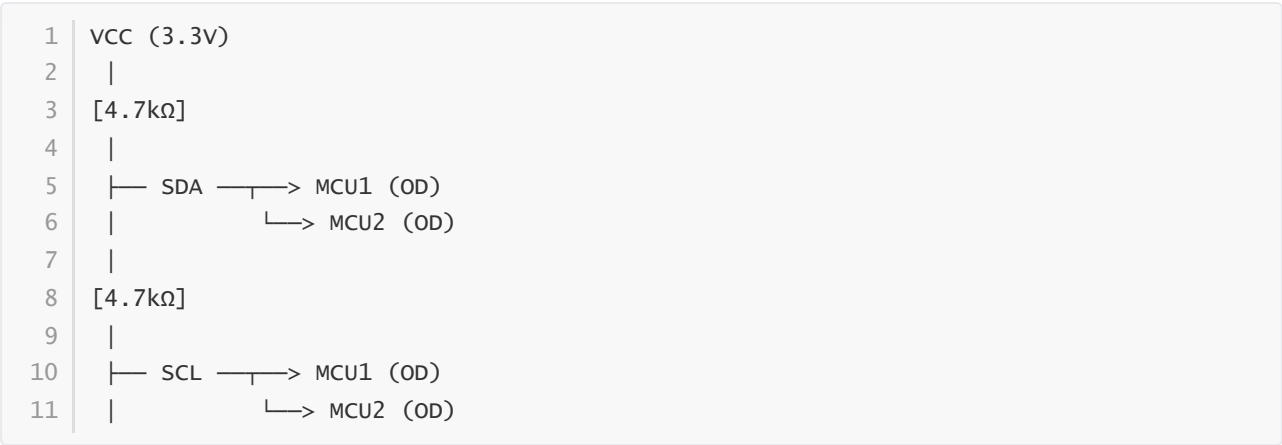 1 VCC (3.3V)
2  |
3 [4.7kΩ]
4  |
5  ├── SDA ──┬──> MCU1 (OD)
6  |         └──> MCU2 (OD)
7  |
8 [4.7kΩ]
9  |
10  ├── SCL ──┬──> MCU1 (OD)
11  |         └──> MCU2 (OD)